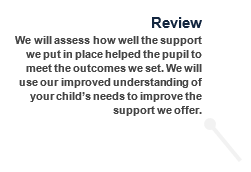 Review
We will assess how well the support
we put in place helped the pupil to
meet the outcomes we set. We will
use our improved understanding of
your child’s needs to improve the
support we offer.